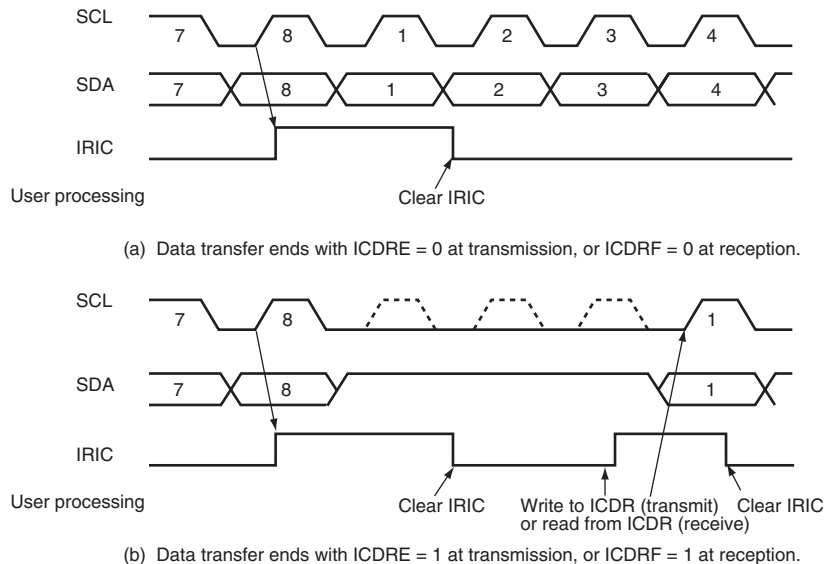 SCL
7 8 1 2 3 4
SDA
7 8 1 2 3 4
IRIC
User processing
Clear IRIC
(a) Data transfer ends with ICDRE = 0 at transmission, or ICDRF = 0 at reception.
SCL
7 8 1
SDA
7 8 1
IRIC
User processing
Clear IRIC
Write to ICDR (transmit)
or read from ICDR (receive)
Clear IRIC
(b) Data transfer ends with ICDRE = 1 at transmission, or ICDRF = 1 at reception.